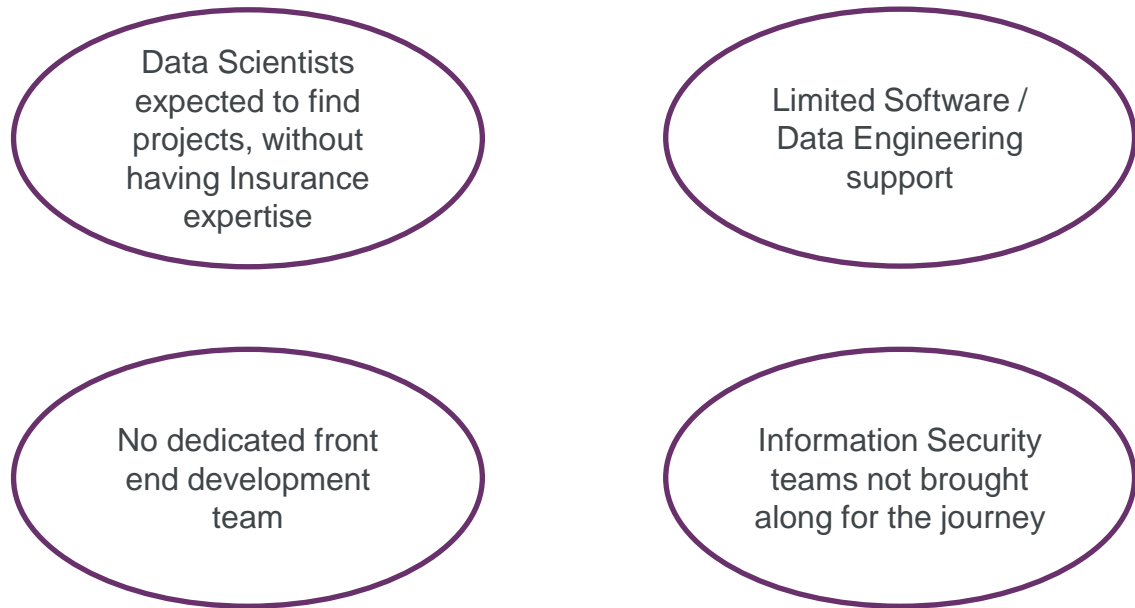 Data Scientists
expected to find
projects, without
having Insurance
expertise
Limited Software /
Data Engineering
support
No dedicated front
end development
team
Information Security
teams not brought
along for the journey